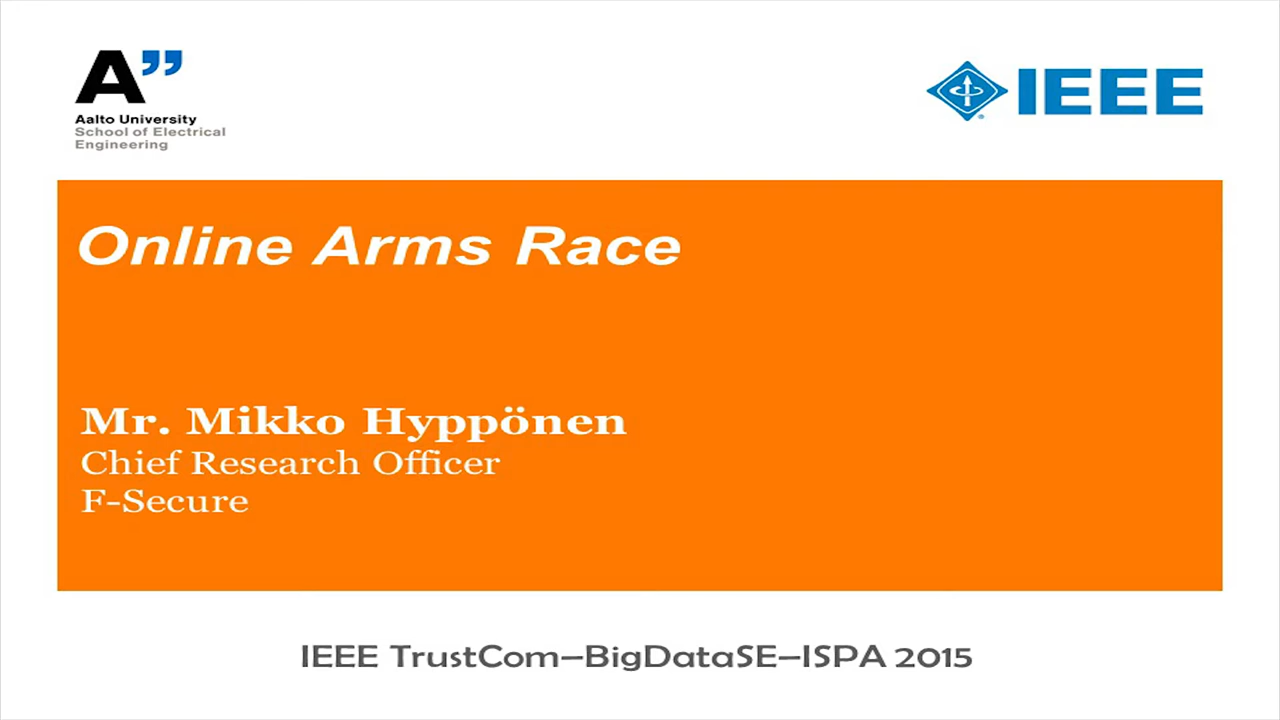 A”
Aalto University
School of Electrical
Engineering
IEEE
Online Arms Race
Mr. Mikko Hyppönen
Chief Research Officer
F-Secure
IEEE TrustCom–BigDataSE–ISPA 2015